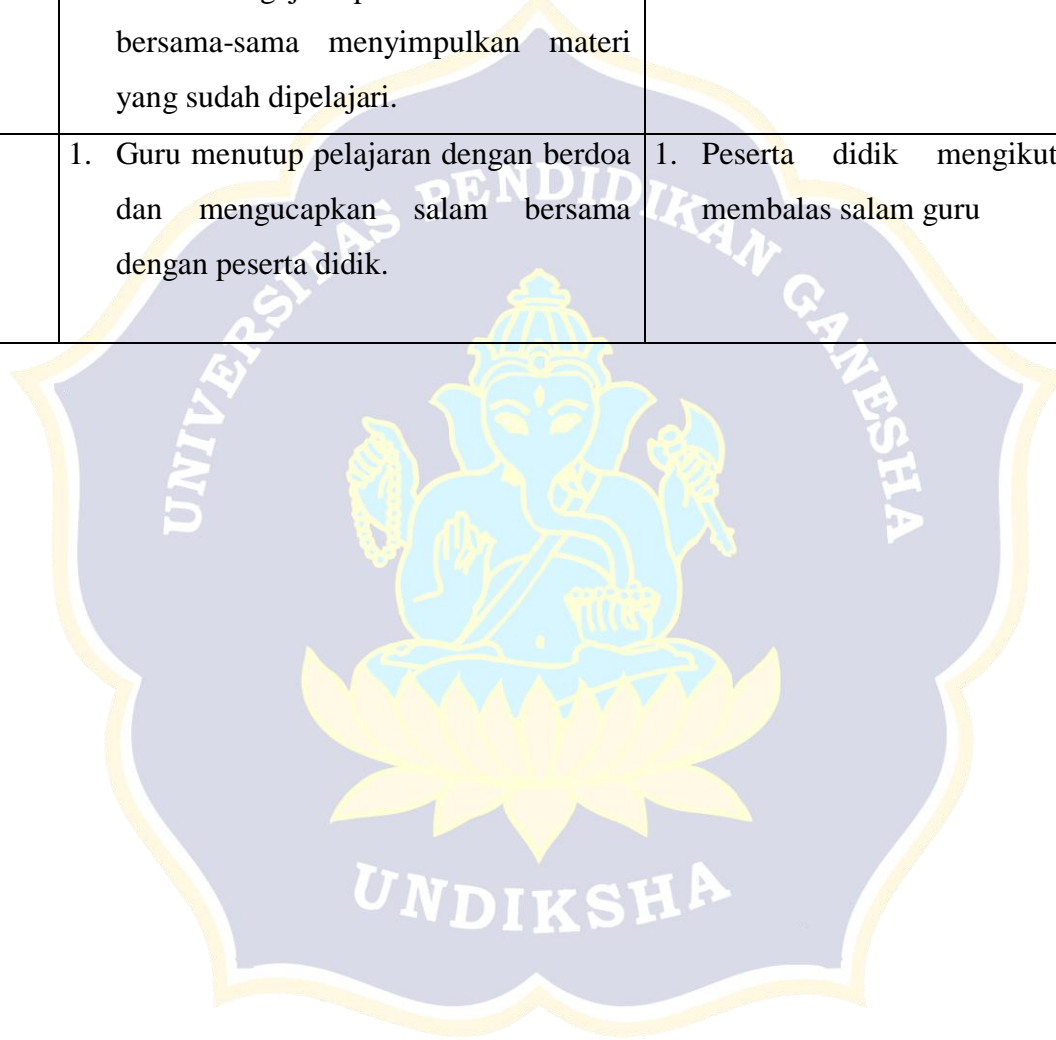 bersama-sama menyimpulkan materi
yang sudah dipelajari.
1. Guru menutup pelajaran dengan berdoa
dan mengucapkan salam bersama
dengan peserta didik.
1. Peserta didik mengikut
membalas salam guru
UNIVERSITAS PENDIDIKAN GANESHA
UNDIKSHA